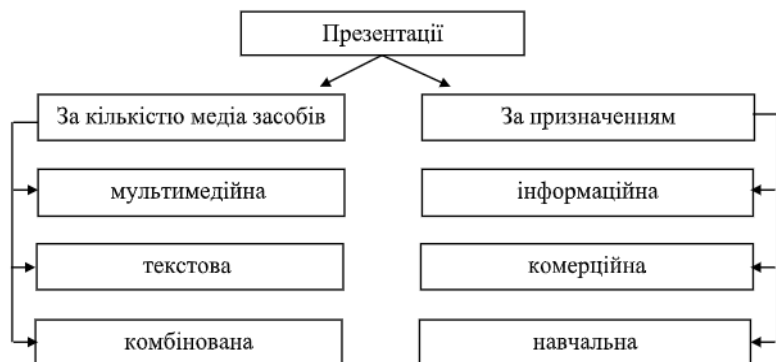 Презентації
За кількістю медіа засобів
За призначенням
мультимедійна
інформаційна
текстова
комерційна
комбінована
навчальна